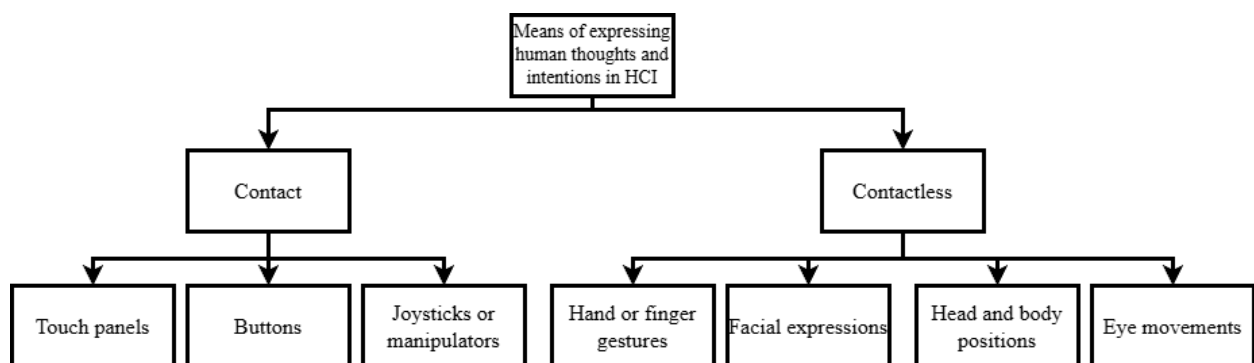 Means of expressing
human thoughts and
intentions in HCI
Contact
Contactless
Touch panels
Buttons
Joysticks or
manipulators
Hand or finger
gestures
Facial expressions
Head and body
positions
Eye movements